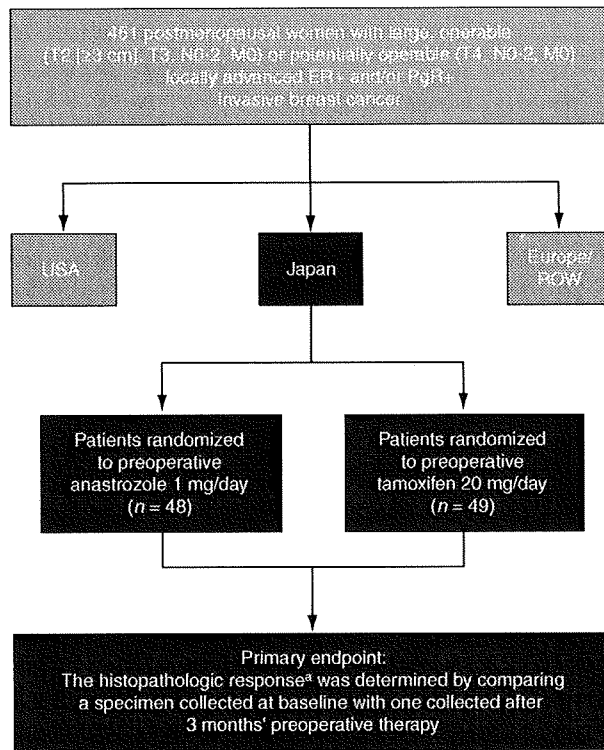 461 postmonopausal women with large, operable
(T2 [≥3 cm], T3, N0-2, M0) or potentially operable (T4, N0-2, M0)
locally advanced ER+ and/or PgR+
invasive breast cancer
USA
Japan
Europe/
ROW
Patients randomized
to preoperative
anastrozole 1 mg/day
(n = 48)
Patients randomized
to preoperative
tamoxifen 20 mg/day
(n = 49)
Primary endpoint:
The histopathologic responseª was determined by comparing
a specimen collected at baseline with one collected after
3 months' preoperative therapy